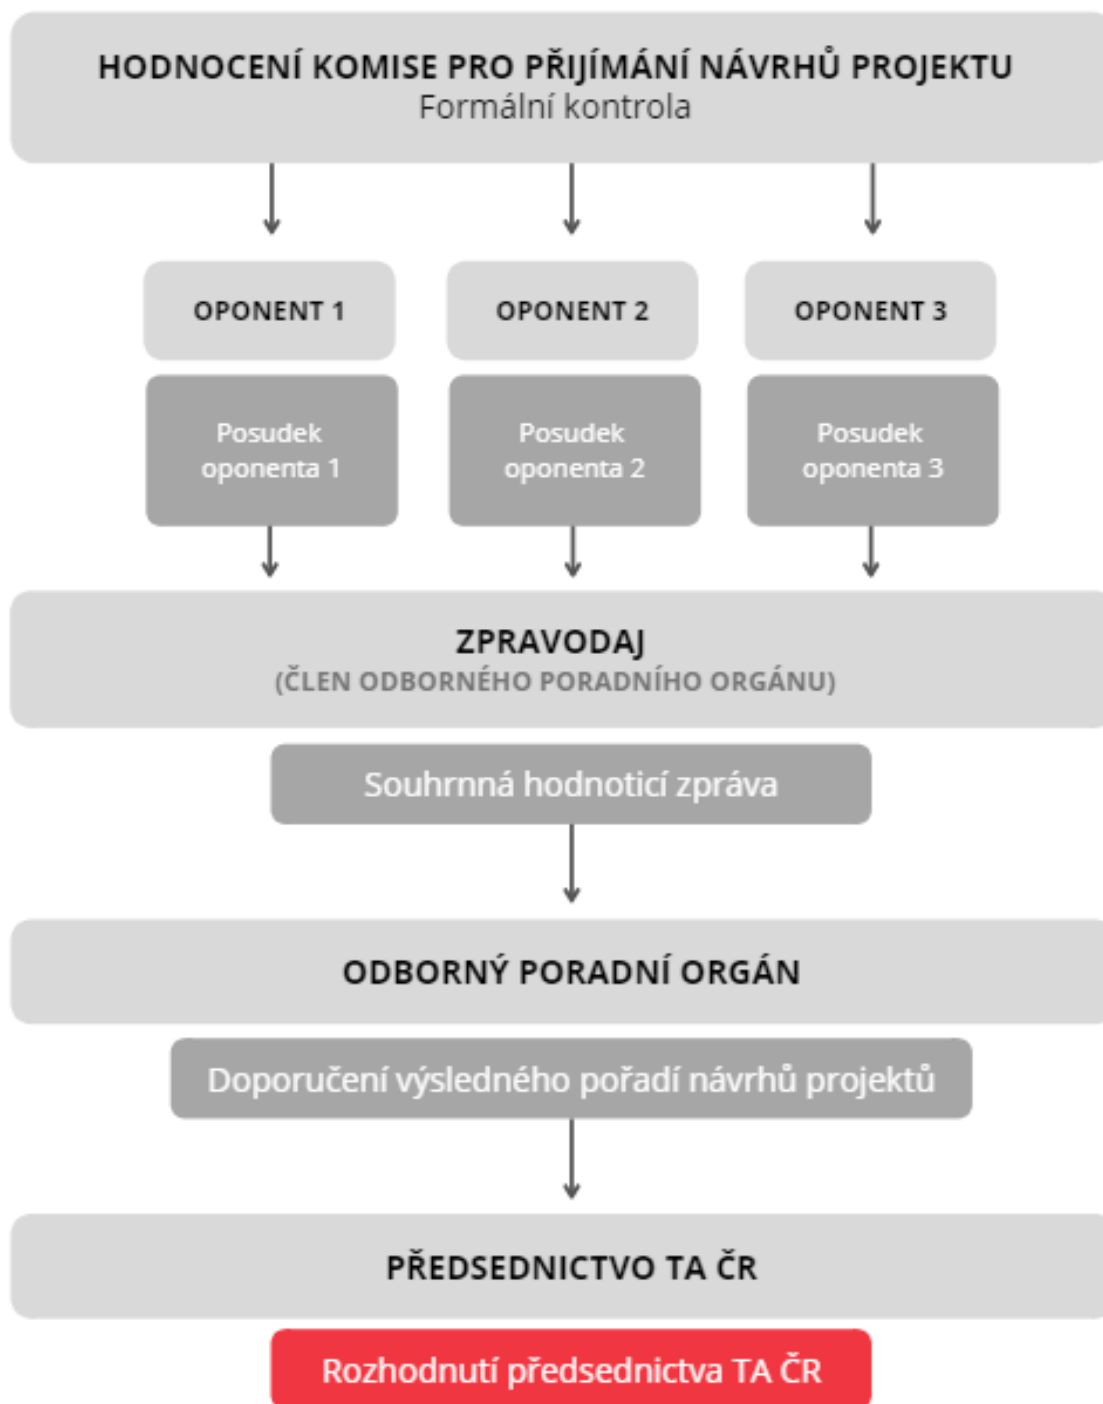 HODNOCENÍ KOMISE PRO PŘIJÍMÁNÍ NÁVRHŮ PROJEKTU
Formální kontrola
OPONENT 1
OPONENT 2
OPONENT 3
Posudek
oponenta 1
Posudek
oponenta 2
Posudek
oponenta 3
ZPRAVODAJ
(ČLEN ODBORNÉHO PORADNÍHO ORGÁNU)
Souhrnná hodnoticí zpráva
ODBORNÝ PORADNÍ ORGÁN
Doporučení výsledného pořadí návrhů projektů
PŘEDSEDNICTVO TA ČR
Rozhodnutí předsednictva TA ČR